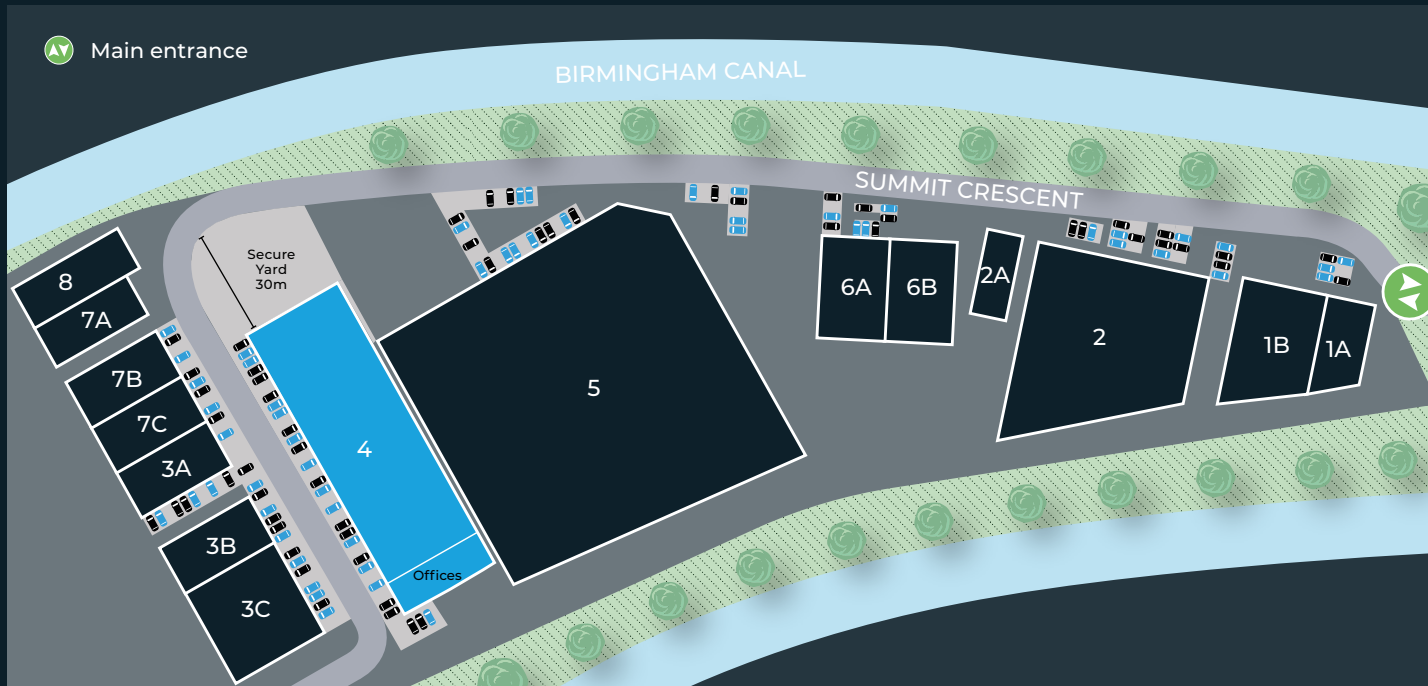 Main entrance
BIRMINGHAM CANAL
SUMMIT CRESCENT
Secure
Yard
30m
8
7A
7B
7C
3A
3B
3C
4
Offices
5
6A
6B
2A
2
1B
1A